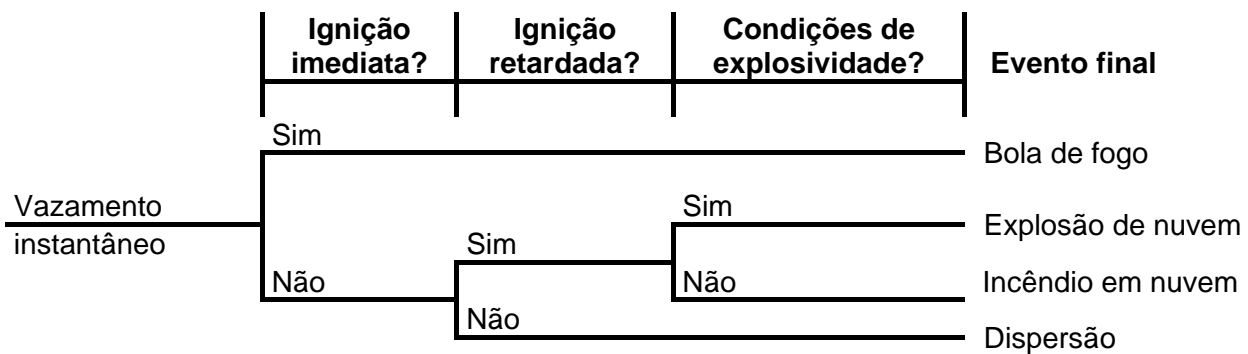 Ignição
imediata?
Ignição
retardada?
Condições de
explosividade?
Evento final
Sim
Bola de fogo
Vazamento
instantâneo
Sim
Explosão de nuvem
Sim
Não
Não
Incêndio em nuvem
Não
Dispersão